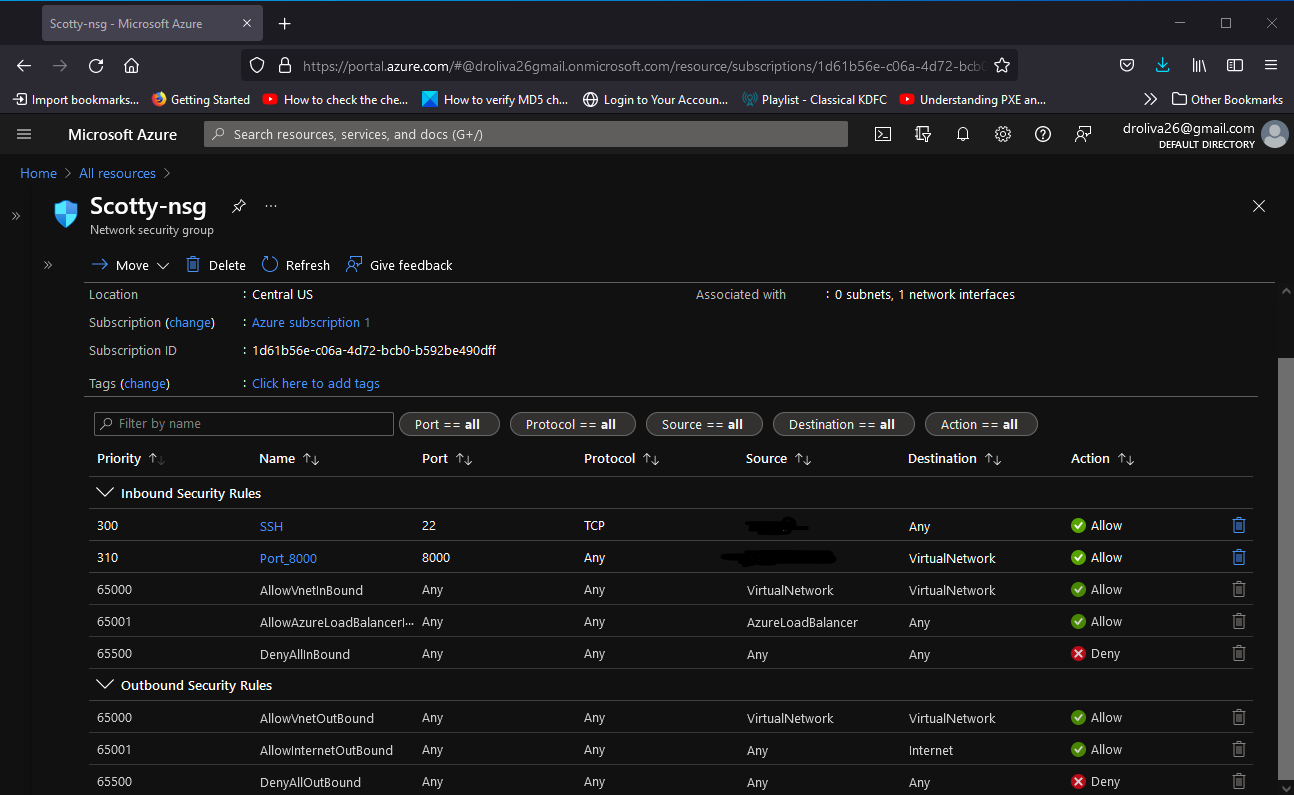 Scotty-nsg - Microsoft Azure
https://portal.azure.com/#@droliva26gmail.onmicrosoft.com/resource/subscriptions/1d61b56e-c06a-4d72-bcb0
Import bookmarks... Getting Started How to check the che... How to verify MD5 ch... Login to Your Accoun... Playlist - Classical KDFC Understanding PXE an... Other Bookmarks
Microsoft Azure Search resources, services, and docs (G+/) droliva26@gmail.com
DEFAULT DIRECTORY
Home > All resources >
Scotty-nsg ...
Network security group
Move Delete Refresh Give feedback
Location : Central US Associated with : 0 subnets, 1 network interfaces
Subscription (change) : Azure subscription 1
Subscription ID : 1d61b56e-c06a-4d72-bcb0-b592be490dff
Tags (change) : Click here to add tags
Filter by name Port == all Protocol == all Source == all Destination == all Action == all
Priority Name Port Protocol Source Destination Action
Inbound Security Rules
300 SSH 22 TCP Any Allow
310 Port_8000 8000 Any VirtualNetwork Allow
65000 AllowVnetInBound Any Any VirtualNetwork VirtualNetwork Allow
65001 AllowAzureLoadBalancerI... Any Any AzureLoadBalancer Any Allow
65500 DenyAllInBound Any Any Any Any Deny
Outbound Security Rules
65000 AllowVnetOutBound Any Any VirtualNetwork VirtualNetwork Allow
65001 AllowInternetOutBound Any Any Any Internet Allow
65500 DenyAllOutBound Any Any Any Any Deny